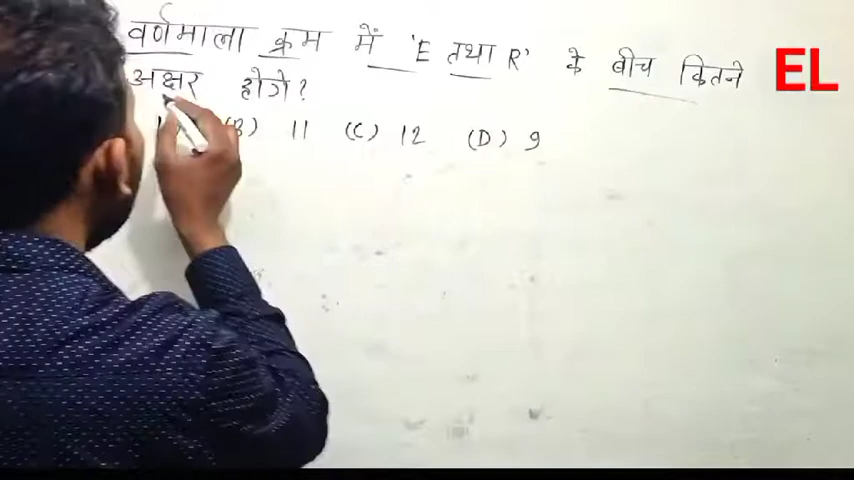 वर्णमाला क्रम में 'E तथा R' के बीच कितने
अक्षर होगे?
(B) 11 (C) 12 (D) 9
EL